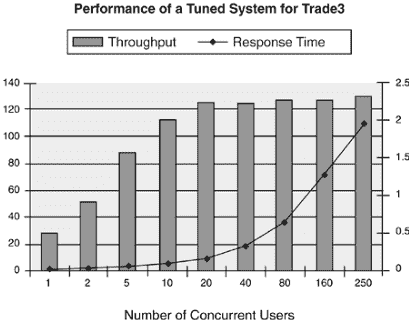 Performance of a Tuned System for Trade3
Throughput Response Time
140 2.5
120
2
100
80 1.5
60 1
40
0.5
20
0 0
1 2 5 10 20 40 80 160 250
Number of Concurrent Users